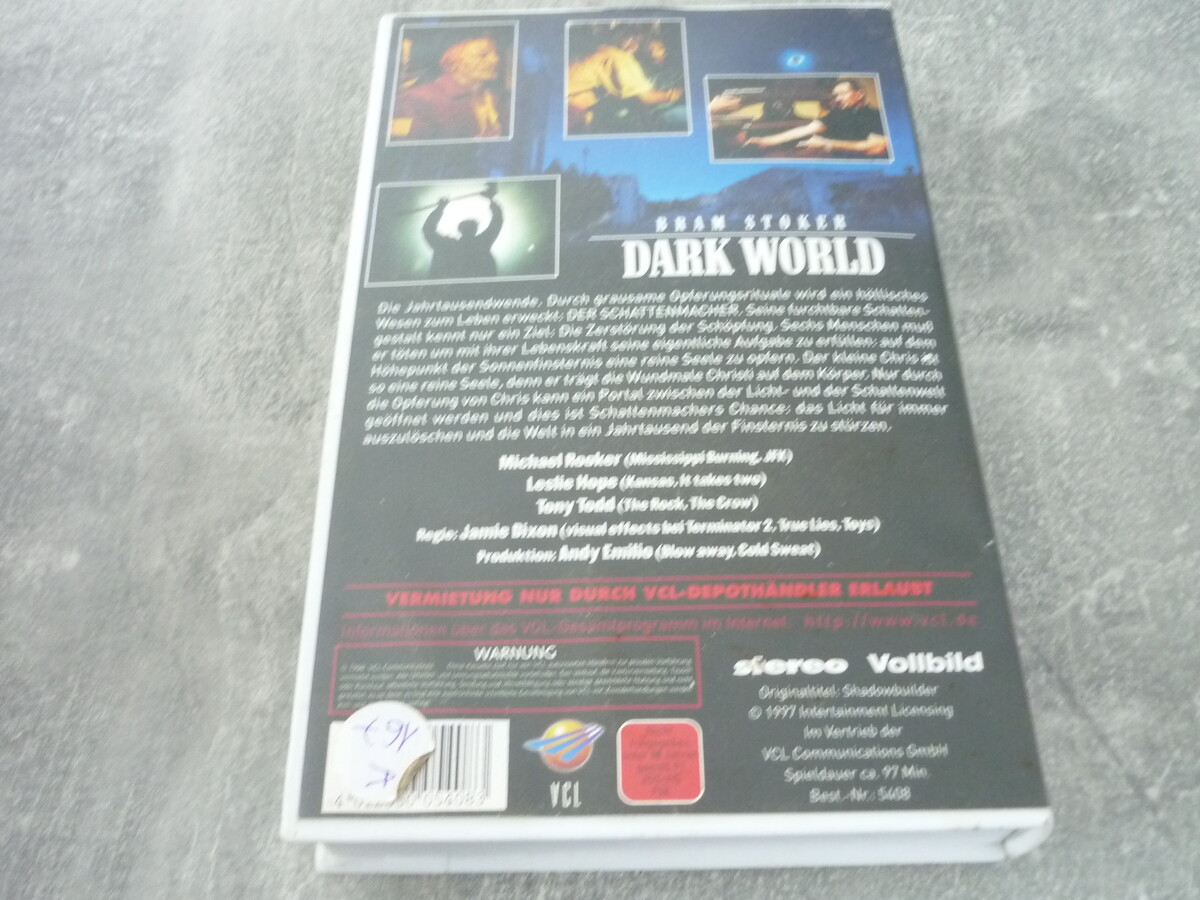 BRAM STOKER
DARK WORLD
Die Jahrtausendwende. Durch grausame Opferungsrituale wird ein höllisches
Wesen zum Leben erweckt: DER SCHATTENMACHER. Seine furchtbare Schatten-
gestalt kennt nur ein Ziel: Die Zerstörung der Schöpfung. Sechs Menschen muß
er töten um mit ihrer Lebenskraft seine eigentliche Aufgabe zu erfüllen: auf dem
Höhepunkt der Sonnenfinsternis eine reine Seele zu opfern. Der kleine Chris ist
so eine reine Seele, denn er trägt die Wundmale Christi auf dem Körper. Nur durch
die Opferung von Chris kann ein Portal zwischen der Licht- und der Schattenwelt
geöffnet werden und dies ist Schattenmachers Chance: das Licht für immer
auszulöschen und die Welt in ein Jahrtausend der Finsternis zu stürzen.
Michael Rooker (Mississippi Burning, JFK)
Leslie Hope (Kansas, It takes two)
Tony Todd (The Rock, The Crow)
Regie: Jamie Dixon (visual effects bei Terminator 2, True Lies, Toys)
Produktion: Andy Emilio (Blow away, Cold Sweat)
VERMIETUNG NUR DURCH VCL-DEPOTHÄNDLER ERLAUBT
Informationen über das VCL-Gesamtprogramm im Internet: http://www.vcl.de
WARNUNG
stereo Vollbild
Originaltitel: Shadowbuilder
© 1997 Entertainment Licensing
Im Vertrieb der
VCL Communications GmbH
Spieldauer ca. 97 Min.
Best.-Nr.: 5408
167
A
VCL